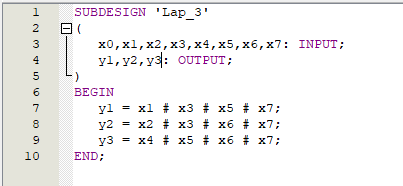 1 SUBDESIGN 'Lap_3'
2 (
3 x0,x1,x2,x3,x4,x5,x6,x7: INPUT;
4 y1,y2,y3: OUTPUT;
5 )
6 BEGIN
7 y1 = x1 # x3 # x5 # x7;
8 y2 = x2 # x3 # x6 # x7;
9 y3 = x4 # x5 # x6 # x7;
10 END;